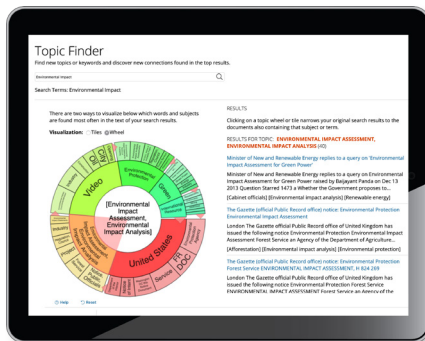 Topic Finder
Find new topics or keywords and discover new connections found in the top results.
Environmental Impact
Search Terms: Environmental Impact
There are two ways to visualize below which words and subjects
are found most often in the text of your search results.
Visualization: Tiles Wheel
RESULTS
Clicking on a topic wheel or tile narrows your original search results to the
documents also containing that subject or term.
RESULTS FOR TOPIC: ENVIRONMENTAL IMPACT ASSESSMENT,
ENVIRONMENTAL IMPACT ANALYSIS (40)
Minister of New and Renewable Energy replies to a query on 'Environmental
Impact Assessment for Green Power'
Minister of New and Renewable Energy replies to a query on Environmental
Impact Assessment for Green Power raised by Baijayant Panda on Dec 13
2013 Question Starred 1473 a Whether the Government proposes to...
[Cabinet officials] [Environmental impact analysis] [Renewable energy]
The Gazette (official Public Record office) notice: Environmental Protection
Environmental Impact Assessment
London The Gazette official Public Record office of United Kingdom has
issued the following notice Environmental Protection Environmental Impact
Assessment Forest Service an Agency of the Department of Agriculture...
[Afforestation] [Environmental impact analysis] [Environmental protection]
The Gazette (official Public Record office) notice: Environmental Protection
Forest Service ENVIRONMENTAL IMPACT ASSESSMENT, H 824 269
London The Gazette official Public Record office of United Kingdom has
issued the following notice Environmental Protection Forest Service
ENVIRONMENTAL IMPACT ASSESSMENT Forest Service an Agency of the
City
Oil
Industry
Video
Environmental
Protection
Green
[Environmental
Impact
Assessment,
Environmental
Impact Analysis]
United States
FR
DOC
Service
Help
Reset